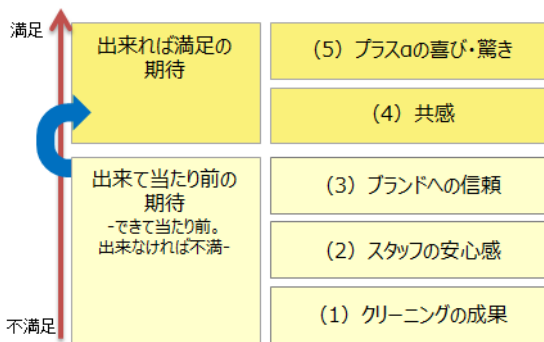 満足
出来れば満足の
期待
(5) プラスαの喜び・驚き
(4) 共感
出来て当たり前の
期待
-できて当たり前。
出来なければ不満-
(3) ブランドへの信頼
(2) スタッフの安心感
(1) クリーニングの成果
不満足